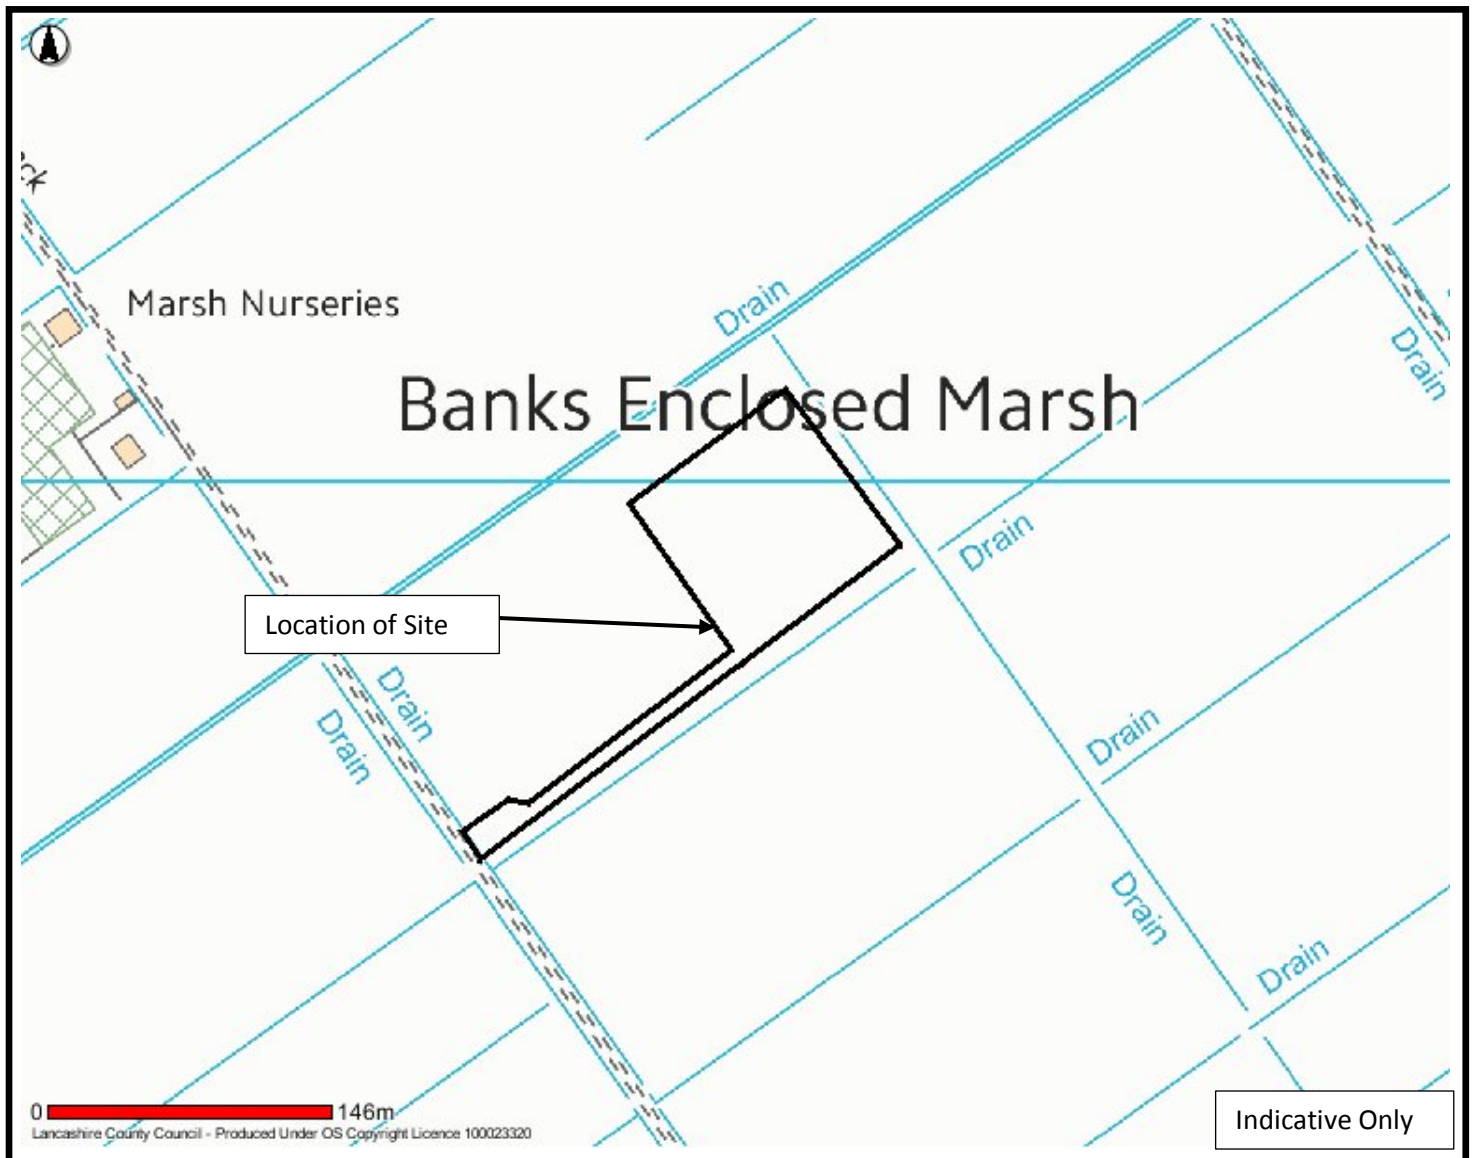 Marsh Nurseries
Drain
Banks Enclosed Marsh
Drain
Drain
Location of Site
Drain
Drain
Drain
Drain
Drain
0 146m
Lancashire County Council - Produced Under OS Copyright Licence 100023320
Indicative Only